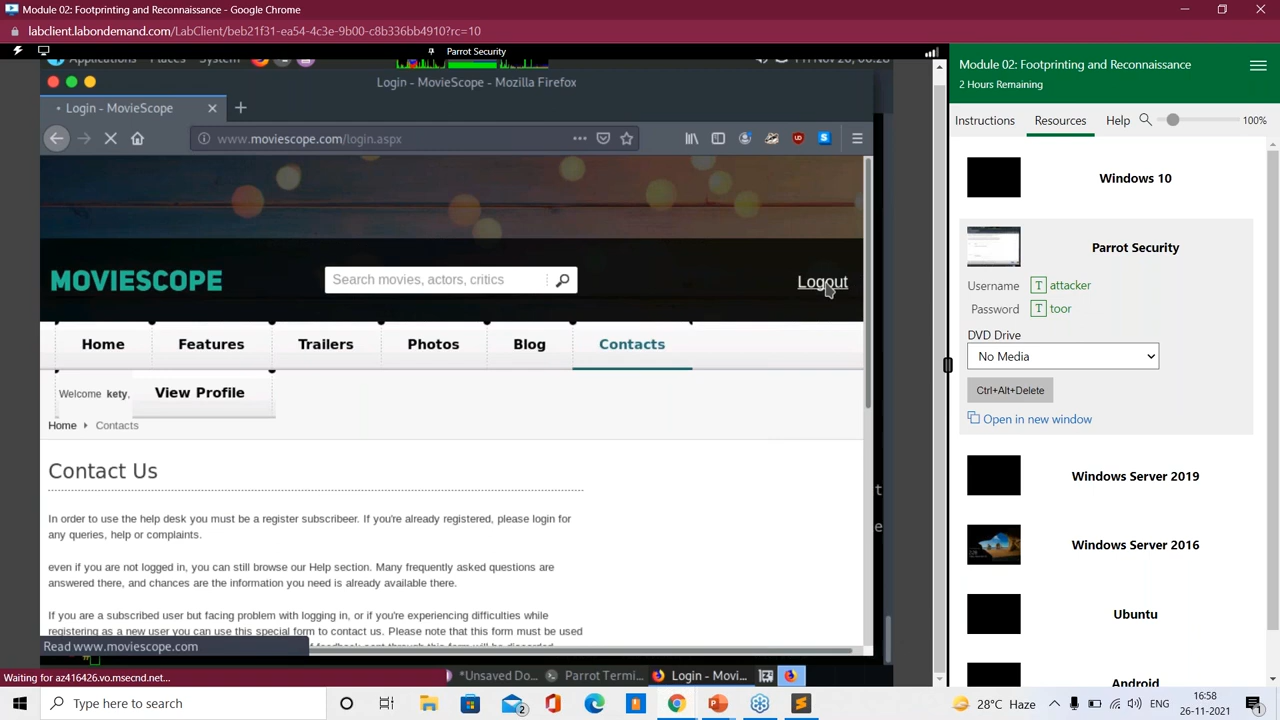 Module 02: Footprinting and Reconnaissance - Google Chrome
labclient.labondemand.com/LabClient/beb21f31-ea54-4c3e-9b00-c8b336bb4910?rc=10
Parrot Security
Applications Places System
Login - MovieScope - Mozilla Firefox
Login - MovieScope
www.moviescope.com/login.aspx
MOVIESCOPE
Search movies, actors, critics
Logout
Home Features Trailers Photos Blog Contacts
Welcome kety, View Profile
Home Contacts
Contact Us
In order to use the help desk you must be a register subscribeer. If you're already registered, please login for
any queries, help or complaints.
even if you are not logged in, you can still browse our Help section. Many frequently asked questions are
answered there, and chances are the information you need is already available there.
If you are a subscribed user but facing problem with logging in, or if you're experiencing difficulties while
registering as a new user you can use this special form to contact us. Please note that this form must be used
Read www.moviescope.com
Waiting for az416426.vo.msecnd.net...
*Unsaved Do...
Parrot Termi...
Login - Movi...
Module 02: Footprinting and Reconnaissance
2 Hours Remaining
Instructions Resources Help 100%
Windows 10
Parrot Security
Username T attacker
Password T toor
DVD Drive
No Media
Ctrl+Alt+Delete
Open in new window
Windows Server 2019
Windows Server 2016
Ubuntu
Android
Type here to search
2
28°C Haze
ENG
16:58
26-11-2021
1